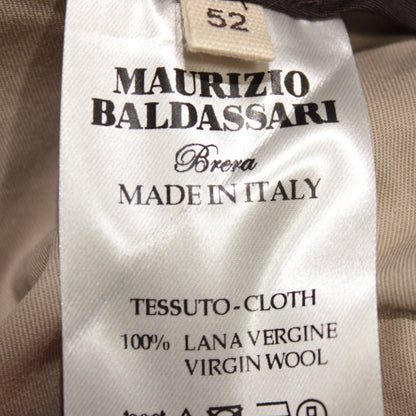 52
MAURIZIO
BALDASSARI
Brera
MADE IN ITALY
TESSUTO - CLOTH
100% LANA VERGINE
VIRGIN WOOL